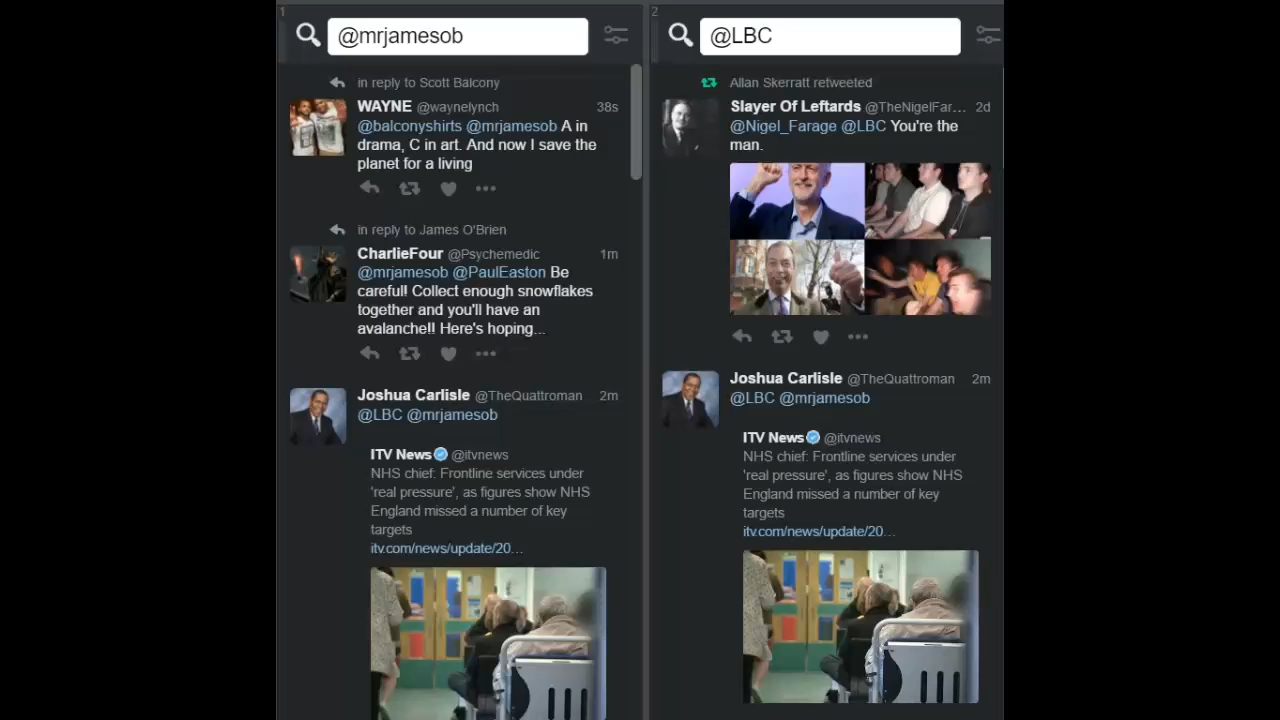 1
@mrjamesob
in reply to Scott Balcony
WAYNE @waynelynch 38s
@balconyshirts @mrjamesob A in
drama, C in art. And now I save the
planet for a living
in reply to James O'Brien
CharlieFour @Psychemedic 1m
@mrjamesob @PaulEaston Be
careful! Collect enough snowflakes
together and you'll have an
avalanche!! Here's hoping...
Joshua Carlisle @TheQuattroman 2m
@LBC @mrjamesob
ITV News @itvnews
NHS chief: Frontline services under
'real pressure', as figures show NHS
England missed a number of key
targets
itv.com/news/update/20...
2
@LBC
Allan Skerratt retweeted
Slayer Of Leftards @TheNigelFar... 2d
@Nigel_Farage @LBC You're the
man.
Joshua Carlisle @TheQuattroman 2m
@LBC @mrjamesob
ITV News @itvnews
NHS chief: Frontline services under
'real pressure', as figures show NHS
England missed a number of key
targets
itv.com/news/update/20...